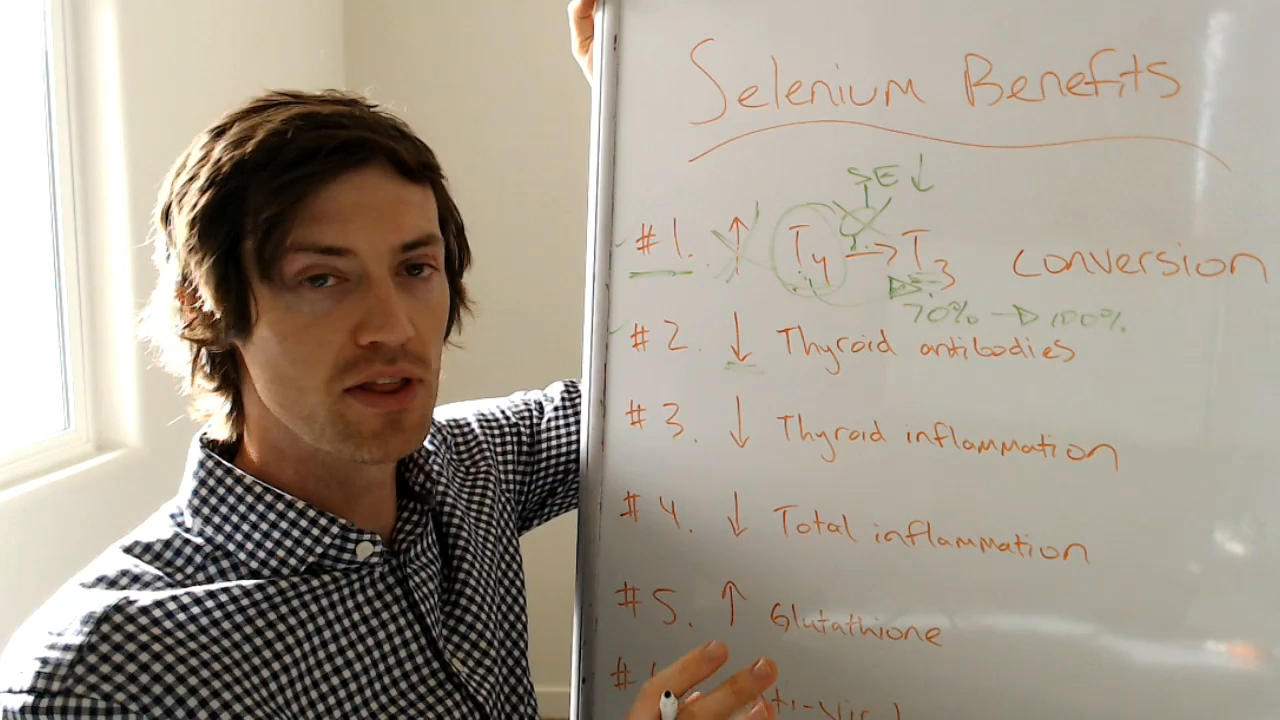 Selenium Benefits
SE ↓
#1. ↑ T4 → T3 conversion
70% → 100%
#2. ↓ Thyroid antibodies
#3. ↓ Thyroid inflammation
#4. ↓ Total inflammation
#5. ↑ Glutathione
#